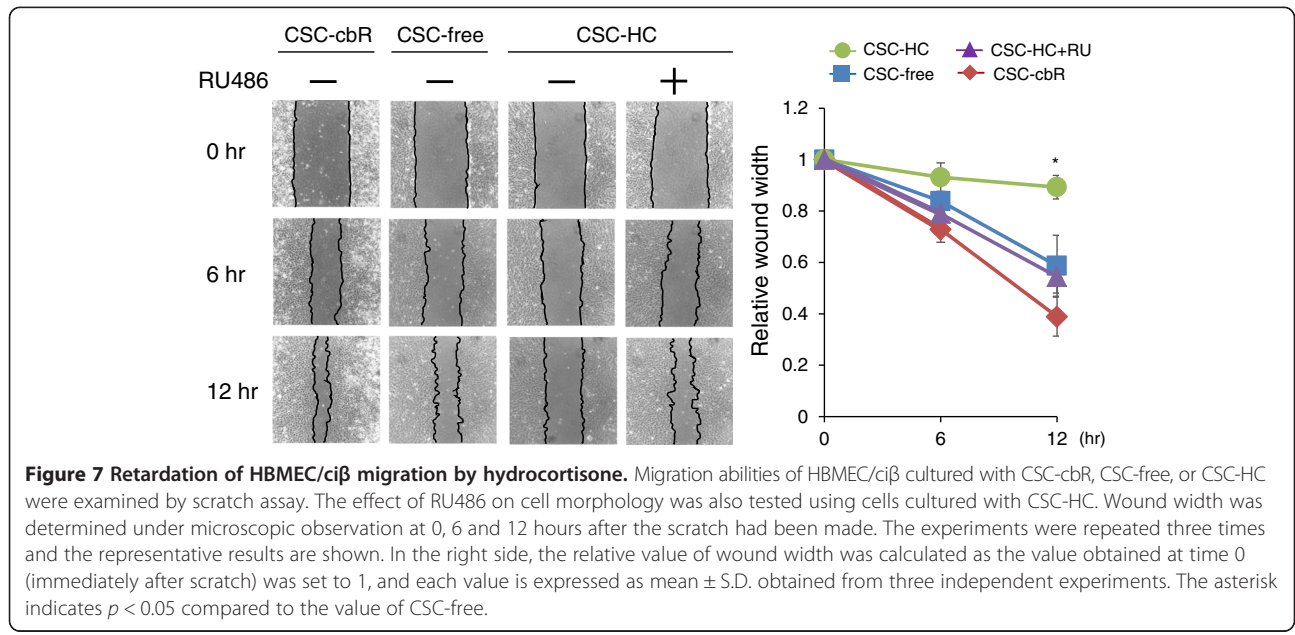 CSC-cbR CSC-free CSC-HC
RU486 — — — +
0 hr
6 hr
12 hr
CSC-HC CSC-HC+RU
CSC-free CSC-cbR
Relative wound width
1.2
1
0.8
0.6
0.4
0.2
0
*
0 6 12 (hr)
Figure 7 Retardation of HBMEC/ciβ migration by hydrocortisone. Migration abilities of HBMEC/ciβ cultured with CSC-cbR, CSC-free, or CSC-HC
were examined by scratch assay. The effect of RU486 on cell morphology was also tested using cells cultured with CSC-HC. Wound width was
determined under microscopic observation at 0, 6 and 12 hours after the scratch had been made. The experiments were repeated three times
and the representative results are shown. In the right side, the relative value of wound width was calculated as the value obtained at time 0
(immediately after scratch) was set to 1, and each value is expressed as mean ± S.D. obtained from three independent experiments. The asterisk
indicates p < 0.05 compared to the value of CSC-free.